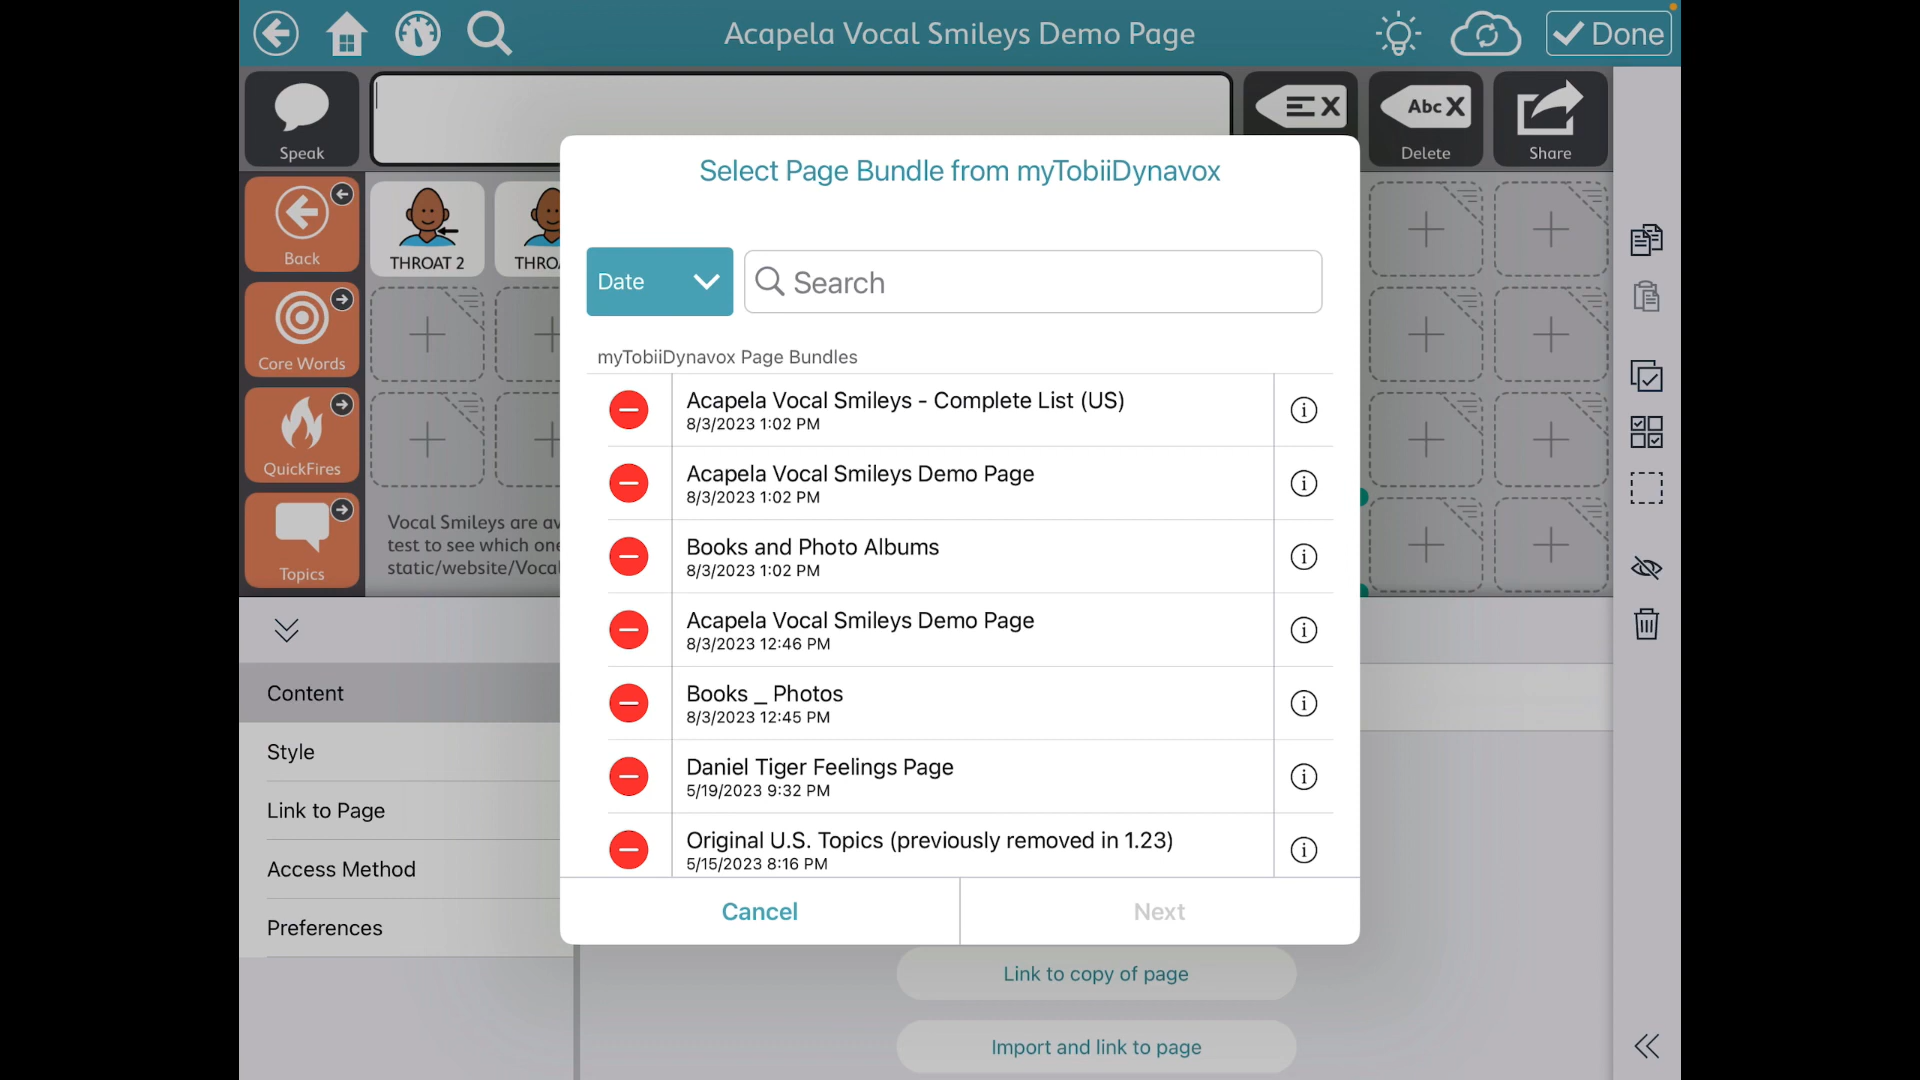 Acapela Vocal Smileys Demo Page
Done
Speak
Abc X
Delete
Share
Back
THROAT 2
THRO
Core Words
QuickFires
Topics
Vocal Smileys are av
test to see which one
static/website/Vocal
Select Page Bundle from myTobiiDynavox
Date
Search
myTobiiDynavox Page Bundles
Acapela Vocal Smileys - Complete List (US)
8/3/2023 1:02 PM
Acapela Vocal Smileys Demo Page
8/3/2023 1:02 PM
Books and Photo Albums
8/3/2023 1:02 PM
Acapela Vocal Smileys Demo Page
8/3/2023 12:46 PM
Books _ Photos
8/3/2023 12:45 PM
Daniel Tiger Feelings Page
5/19/2023 9:32 PM
Original U.S. Topics (previously removed in 1.23)
5/15/2023 8:16 PM
Cancel
Next
Content
Style
Link to Page
Access Method
Preferences
Link to copy of page
Import and link to page